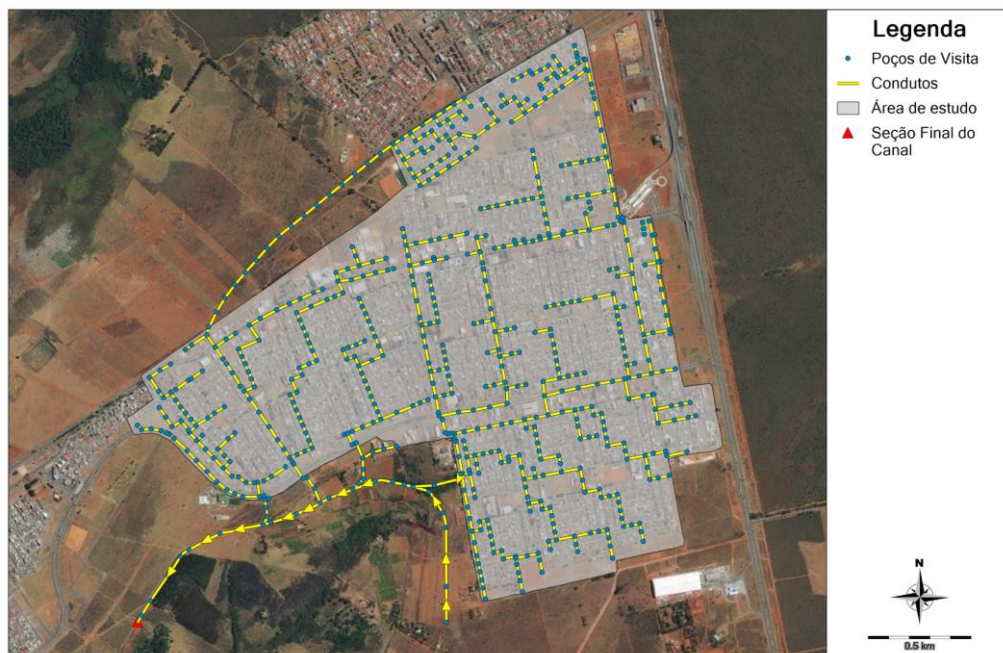 Legenda
Poços de Visita
Condutos
Área de estudo
Seção Final do
Canal
0.5 km